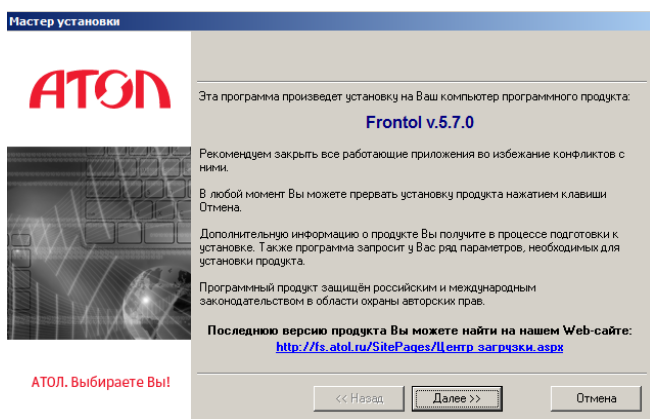 Мастер установки
АТОЛ
Эта программа произведет установку на Ваш компьютер программного продукта:
Frontol v.5.7.0
Рекомендуем закрыть все работающие приложения во избежание конфликтов с
ними.
В любой момент Вы можете прервать установку продукта нажатием клавиши
Отмена.
Дополнительную информацию о продукте Вы получите в процессе подготовки к
установке. Также программа запросит у Вас ряд параметров, необходимых для
установки продукта.
Программный продукт защищён российским и международным
законодательством в области охраны авторских прав.
Последнюю версию продукта Вы можете найти на нашем Web-сайте:
http://fs.atol.ru/SitePages/Центр загрузки.aspx
АТОЛ. Выбираете Вы!
<< Назад
Далее >>
Отмена